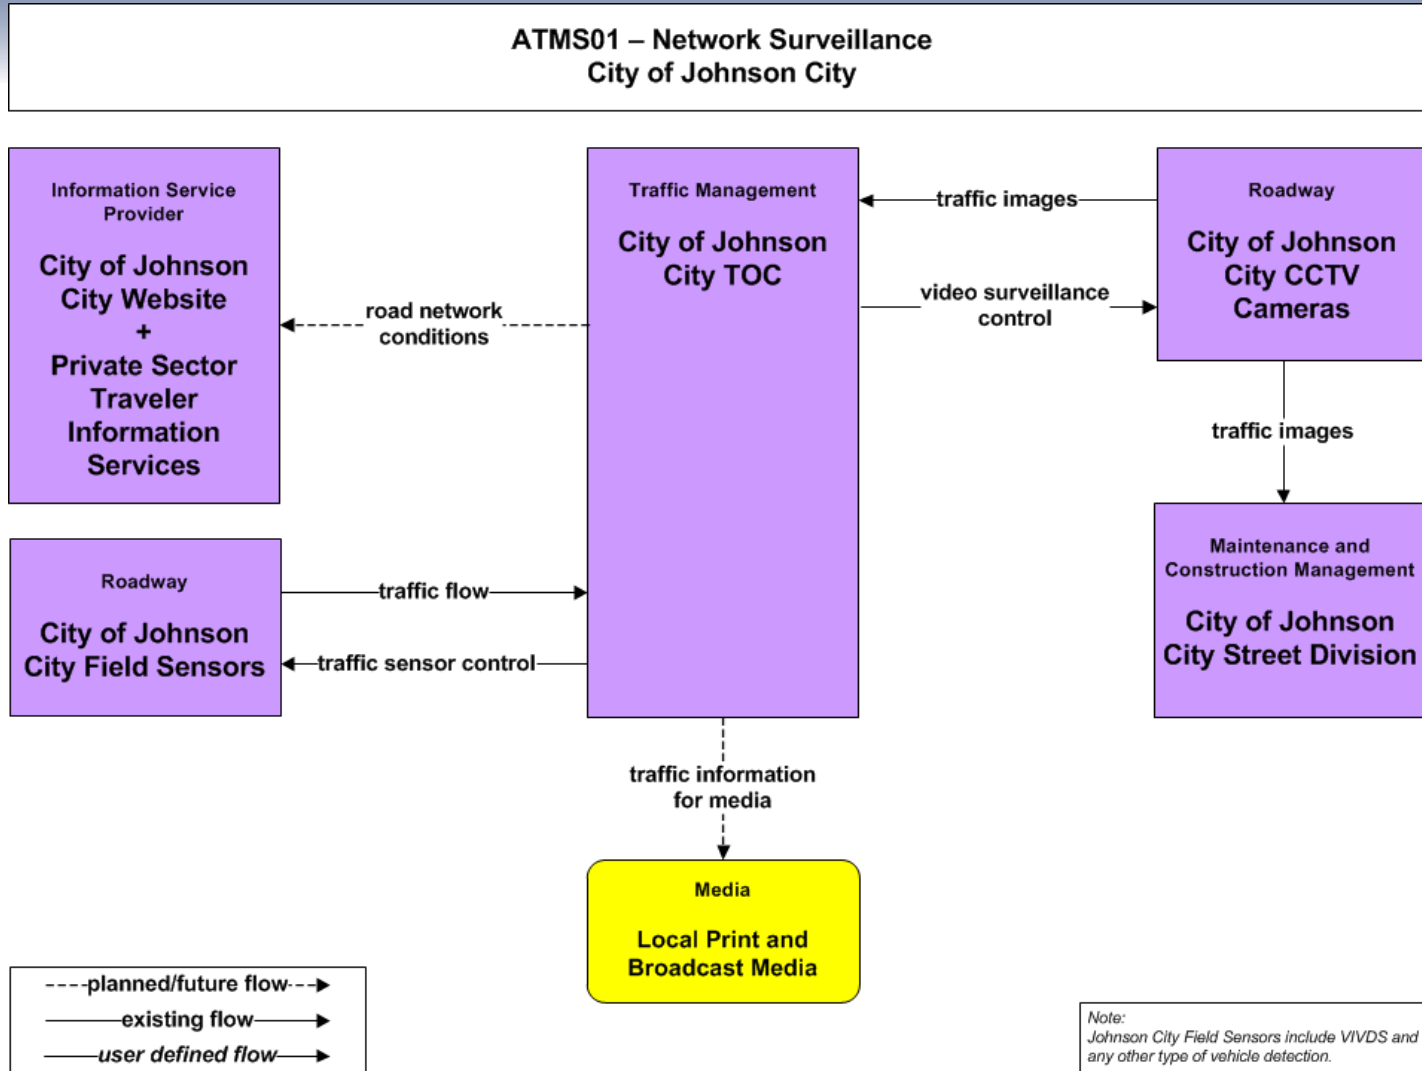 ATMS01 – Network Surveillance
City of Johnson City
Information Service
Provider
City of Johnson
City Website
+
Private Sector
Traveler
Information
Services
road network
conditions
Traffic Management
City of Johnson
City TOC
traffic images
video surveillance
control
Roadway
City of Johnson
City CCTV
Cameras
traffic images
Maintenance and
Construction Management
City of Johnson
City Street Division
Roadway
City of Johnson
City Field Sensors
traffic flow
traffic sensor control
traffic information
for media
Media
Local Print and
Broadcast Media
planned/future flow
existing flow
user defined flow
Note:
Johnson City Field Sensors include VIVDS and
any other type of vehicle detection.